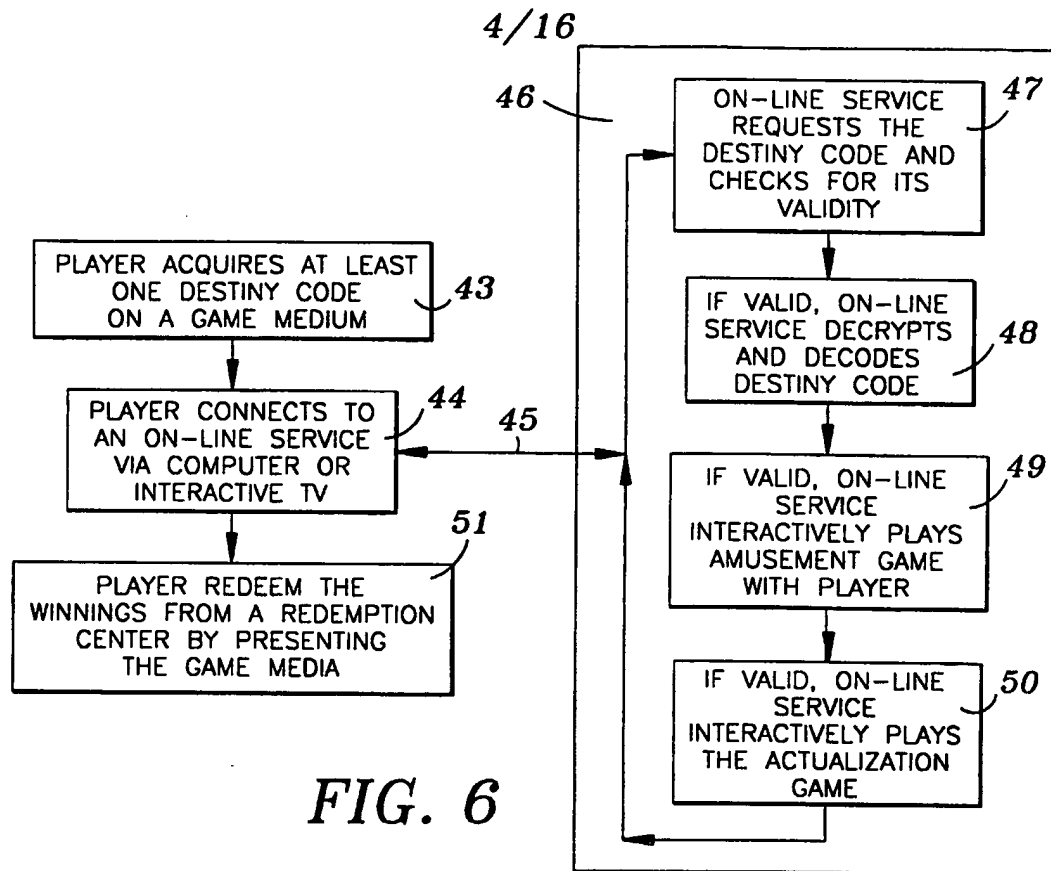 4/16
46
ON-LINE SERVICE
REQUESTS THE
DESTINY CODE AND
CHECKS FOR ITS
VALIDITY
47
PLAYER ACQUIRES AT LEAST
ONE DESTINY CODE
ON A GAME MEDIUM
43
IF VALID, ON-LINE
SERVICE DECRYPTS
AND DECODES
DESTINY CODE
48
PLAYER CONNECTS TO
AN ON-LINE SERVICE
VIA COMPUTER OR
INTERACTIVE TV
44
45
IF VALID, ON-LINE
SERVICE
INTERACTIVELY PLAYS
AMUSEMENT GAME
WITH PLAYER
49
51
PLAYER REDEEM THE
WINNINGS FROM A REDEMPTION
CENTER BY PRESENTING
THE GAME MEDIA
IF VALID, ON-LINE
SERVICE
INTERACTIVELY PLAYS
THE ACTUALIZATION
GAME
50
FIG. 6